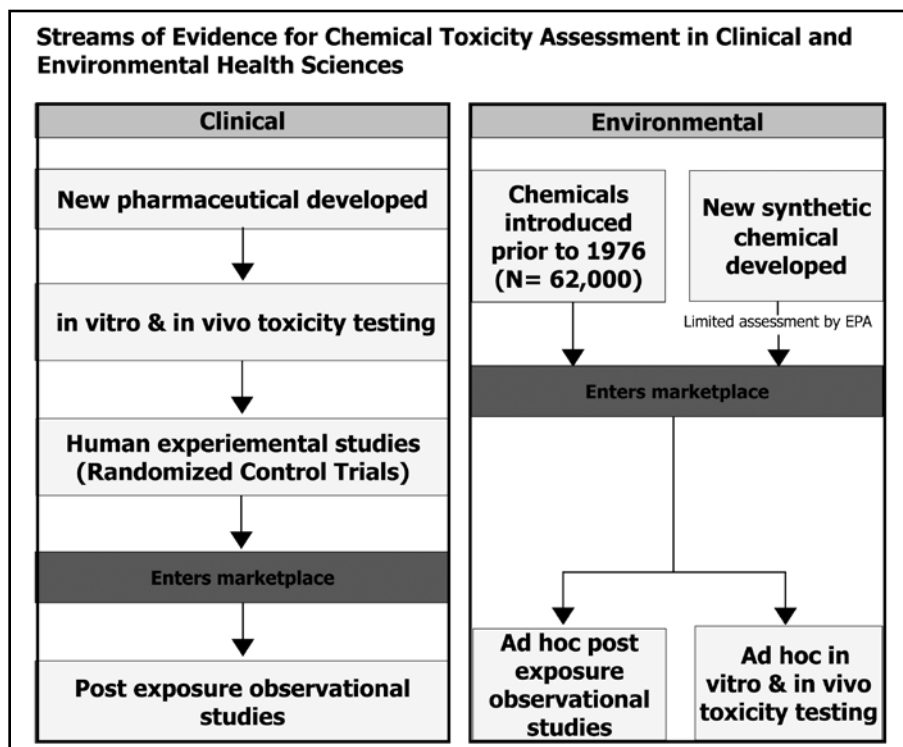 Streams of Evidence for Chemical Toxicity Assessment in Clinical and
Environmental Health Sciences
Clinical
New pharmaceutical developed
in vitro & in vivo toxicity testing
Human experiemental studies
(Randomized Control Trials)
Enters marketplace
Post exposure observational
studies
Environmental
Chemicals
introduced
prior to 1976
(N= 62,000)
New synthetic
chemical
developed
Limited assessment by EPA
Enters marketplace
Ad hoc post
exposure
observational
studies
Ad hoc in
vitro & in vivo
toxicity testing